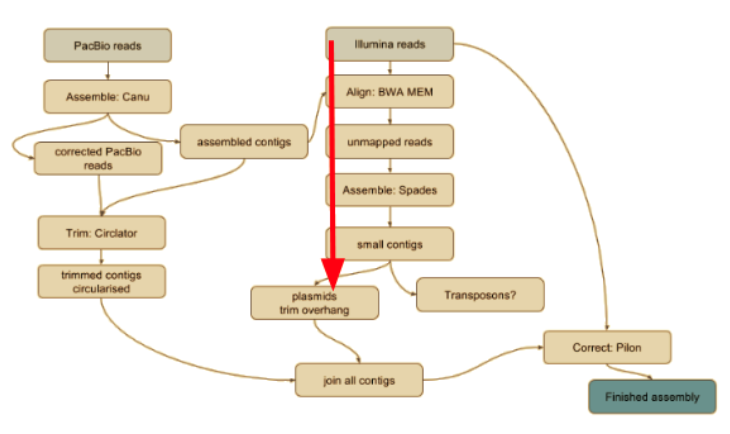 PacBio reads
Illumina reads
Assemble: Canu
Align: BWA MEM
assembled contigs
unmapped reads
corrected PacBio
reads
Assemble: Spades
Trim: Circlator
small contigs
trimmed contigs
circularised
plasmids
trim overhang
Transposons?
Correct: Pilon
join all contigs
Finished assembly